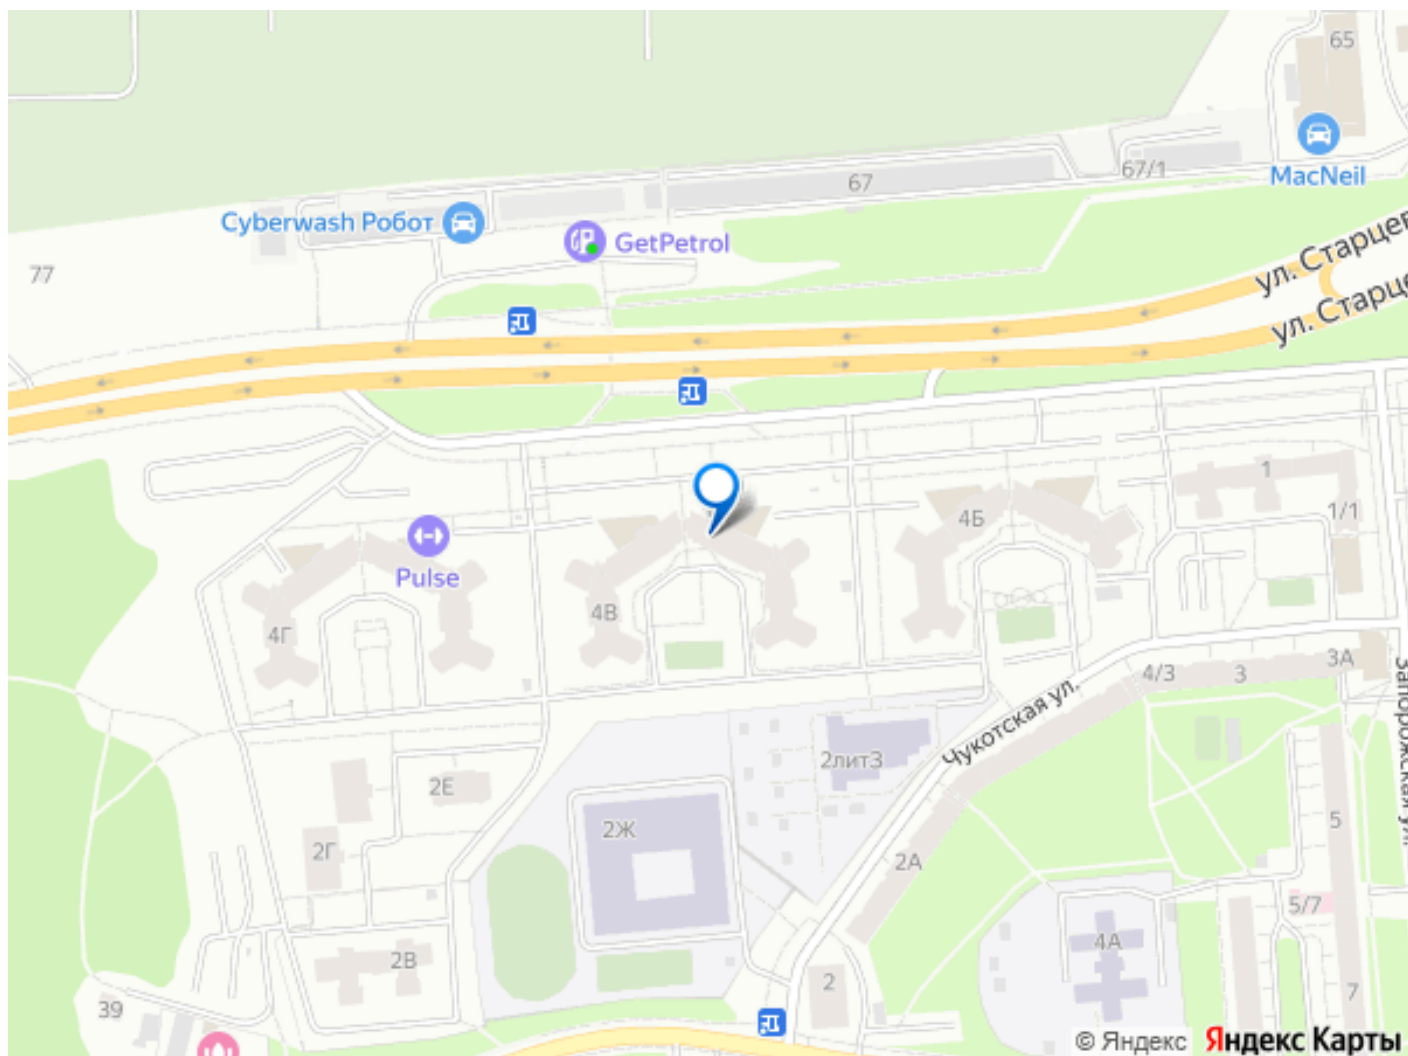 65
MacNeil
67/1
67
Cyberwash Робот
GetPetrol
77
ул. Старцев
ул. Старце
1
1/1
4Б
Pulse
4В
4Г
3А
3
4/3
Чукотская ул.
Запорожская ул.
2лит3
2Е
2Ж
2Г
2А
5
5/7
4А
2В
2
7
39
© Яндекс Яндекс Карты